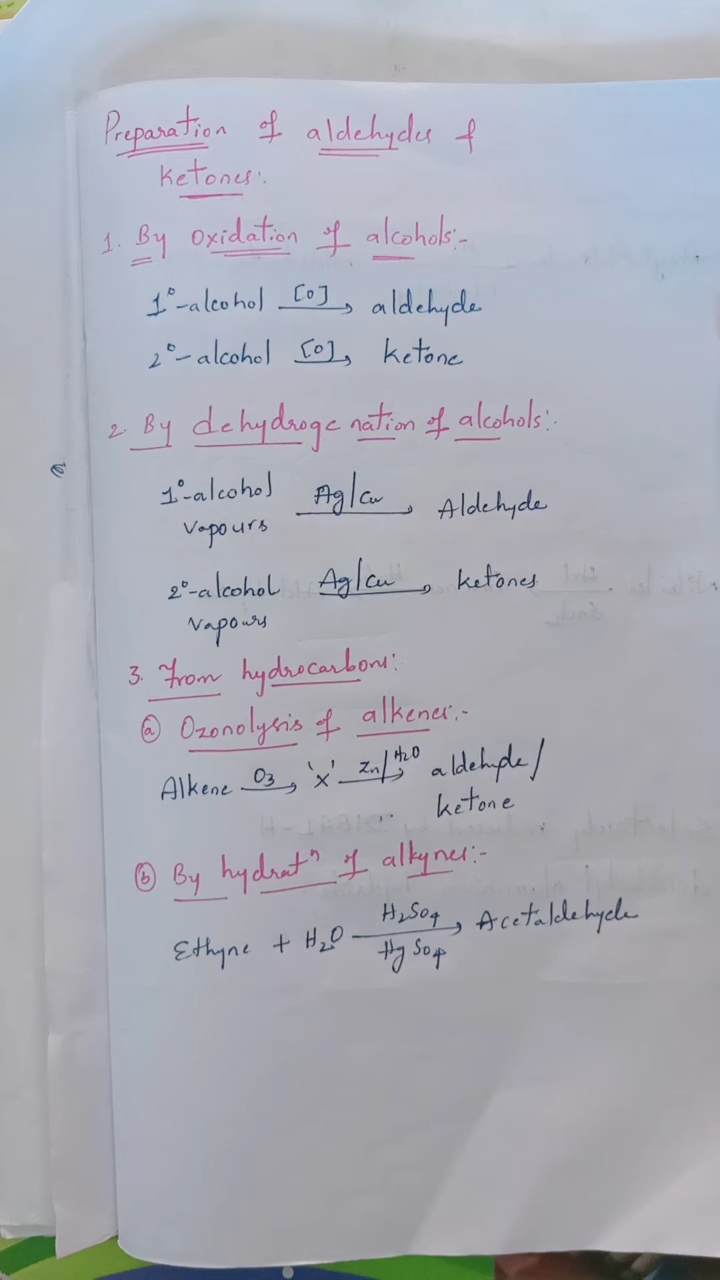 Preparation of aldehydes &
Ketones:
1. By oxidation of alcohols:-
1°-alcohol [O] → aldehyde
2°-alcohol [O] → Ketone
2. By dehydrogenation of alcohols:-
1°-alcohol vapours Ag/Cu → Aldehyde
2°-alcohol vapours Ag/Cu → Ketones
3. From hydrocarbons:
(a) Ozonolysis of alkenes:-
Alkene O3 → 'X' Zn/H2O → aldehyde/
ketone
(b) By hydratn of alkynes:-
Ethyne + H2O H2SO4 / HgSO4 → Acetaldehyde